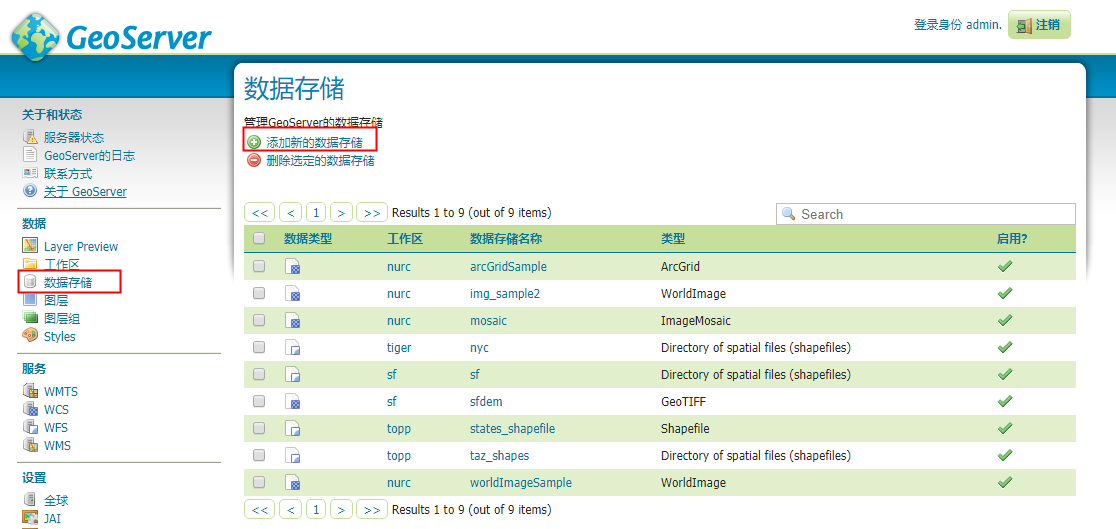 GeoServer
登录身份 admin.
注销
关于和状态
服务器状态
GeoServer的日志
联系方式
关于 GeoServer
数据
Layer Preview
工作区
数据存储
图层
图层组
Styles
服务
WMTS
WCS
WFS
WMS
设置
全球
JAI
数据存储
管理GeoServer的数据存储
添加新的数据存储
删除选定的数据存储
<< < 1 > >> Results 1 to 9 (out of 9 items)
Search
数据类型 工作区 数据存储名称 类型 启用?
nurc arcGridSample ArcGrid
nurc img_sample2 WorldImage
nurc mosaic ImageMosaic
tiger nyc Directory of spatial files (shapefiles)
sf sf Directory of spatial files (shapefiles)
sf sfdem GeoTIFF
topp states_shapefile Shapefile
topp taz_shapes Directory of spatial files (shapefiles)
nurc worldImageSample WorldImage
<< < 1 > >> Results 1 to 9 (out of 9 items)